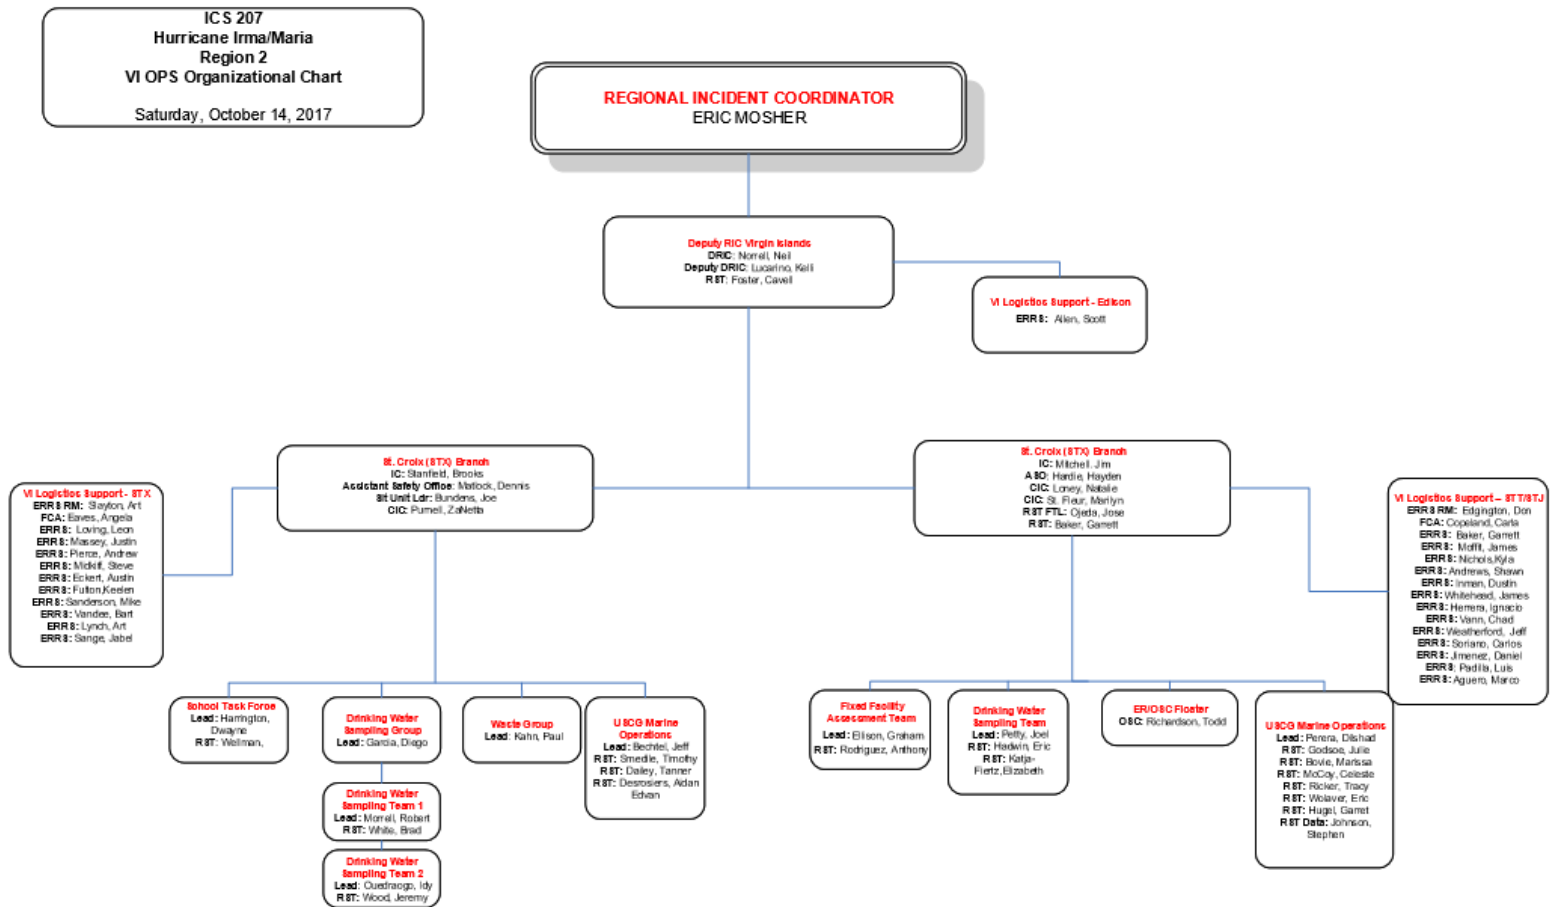 ICS 207
Hurricane Irma/Maria
Region 2
VI OPS Organizational Chart
Saturday, October 14, 2017
REGIONAL INCIDENT COORDINATOR
ERIC MOSHER
Deputy RIC Virgin Islands
DRIC: Norrell, Neil
Deputy DRIC: Lucarino, Kelli
RST: Foster, Cavell
VI Logistics Support - Edison
ERRS: Allen, Scott
St. Croix (STX) Branch
IC: Stanfield, Brooks
Assistant Safety Office: Matlock, Dennis
Sit Unit Ldr: Bundens, Joe
CIC: Purnell, ZaNetta
St. Croix (STX) Branch
IC: Mitchell, Jim
ASO: Hardie, Hayden
CIC: Loney, Natalie
CIC: St. Fleur, Marilyn
RST FTL: Ojeda, Jose
RST: Baker, Garrett
VI Logistics Support - STX
ERRS RM: Slayton, Art
FCA: Eaves, Angela
ERRS: Loving, Leon
ERRS: Massey, Justin
ERRS: Pierce, Andrew
ERRS: Midkiff, Steve
ERRS: Eckert, Austin
ERRS: Fulton,Keelen
ERRS: Sanderson, Mike
ERRS: Vandee, Bart
ERRS: Lynch, Art
ERRS: Sange, Jabel
VI Logistics Support – STT/STJ
ERRS RM: Edgington, Don
FCA: Copeland, Carla
ERRS: Baker, Garrett
ERRS: Moffit, James
ERRS: Nichols,Kyla
ERRS: Andrews, Shawn
ERRS: Inman, Dustin
ERRS: Whitehead, James
ERRS: Herrera, Ignacio
ERRS: Vann, Chad
ERRS: Weatherford, Jeff
ERRS: Soriano, Carlos
ERRS: Jimenez, Daniel
ERRS: Padilla, Luis
ERRS: Aguero, Marco
School Task Force
Lead: Harrington,
Dwayne
RST: Wellman,
Drinking Water
Sampling Group
Lead: Garcia, Diego
Waste Group
Lead: Kahn, Paul
USCG Marine
Operations
Lead: Bechtel, Jeff
RST: Smedile, Timothy
RST: Dailey, Tanner
RST: Desrosiers, Aidan
Edvan
Drinking Water
Sampling Team 1
Lead: Morrell, Robert
RST: White, Brad
Drinking Water
Sampling Team 2
Lead: Ouedraogo, Idy
RST: Wood, Jeremy
Fixed Facility
Assessment Team
Lead: Ellison, Graham
RST: Rodriguez, Anthony
Drinking Water
Sampling Team
Lead: Petty, Joel
RST: Hadwin, Eric
RST: Katja-
Fiertz,Elizabeth
ER/OSC Floater
OSC: Richardson, Todd
USCG Marine Operations
Lead: Perera, Dilshad
RST: Godsoe, Julie
RST: Bovle, Marissa
RST: McCoy, Celeste
RST: Ricker, Tracy
RST: Wolaver, Eric
RST: Hugel, Garret
RST Data: Johnson,
Stephen